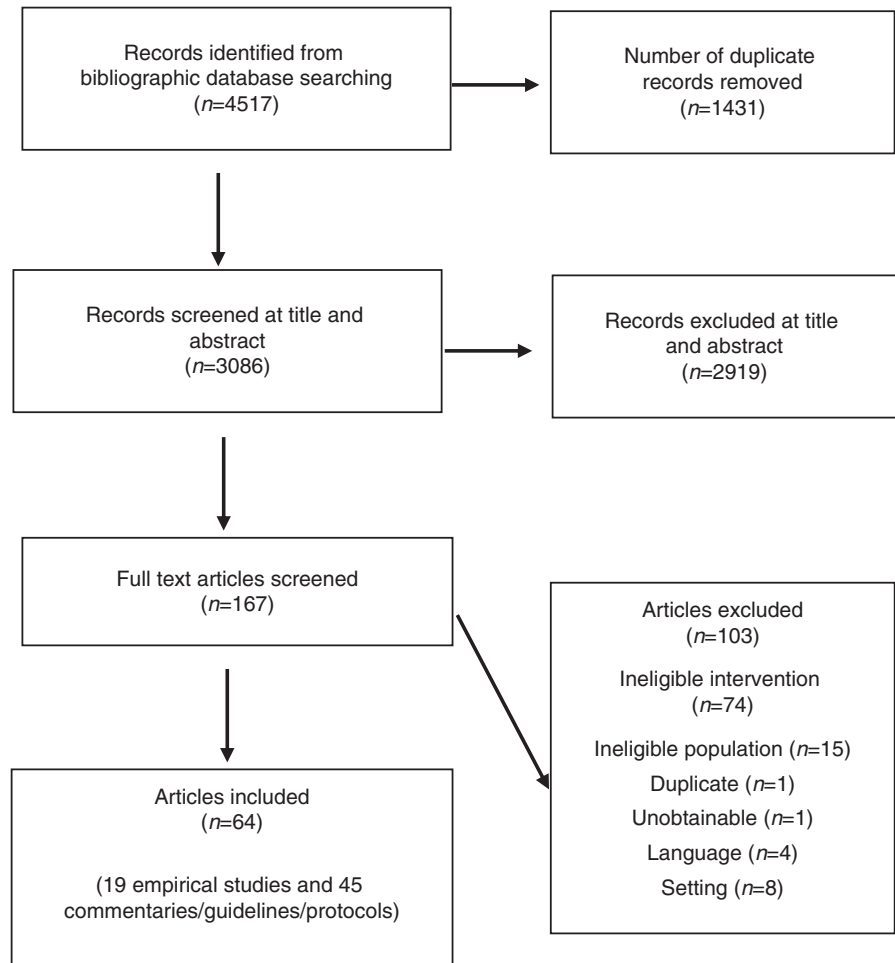 Records identified from
bibliographic database searching
(n=4517)
Number of duplicate
records removed
(n=1431)
Records screened at title and
abstract
(n=3086)
Records excluded at title
and abstract
(n=2919)
Full text articles screened
(n=167)
Articles excluded
(n=103)
Ineligible intervention
(n=74)
Ineligible population (n=15)
Duplicate (n=1)
Unobtainable (n=1)
Language (n=4)
Setting (n=8)
Articles included
(n=64)
(19 empirical studies and 45
commentaries/guidelines/protocols)